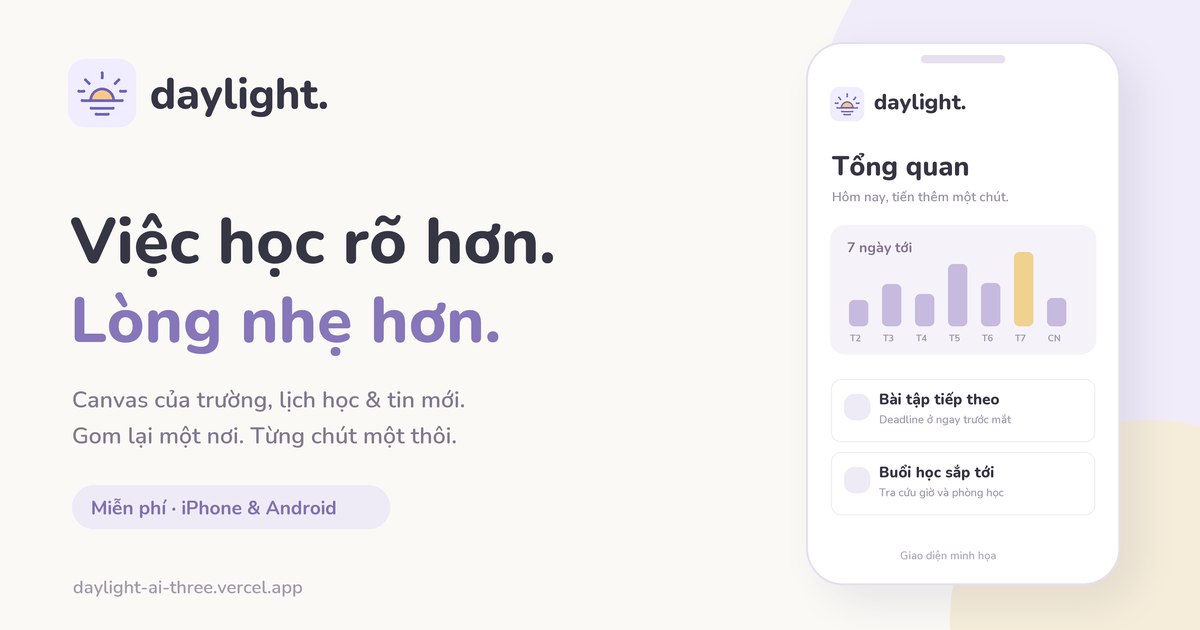 daylight.
Việc học rõ hơn.
Lòng nhẹ hơn.
Canvas của trường, lịch học & tin mới.
Gom lại một nơi. Từng chút một thôi.
Miễn phí · iPhone & Android
daylight-ai-three.vercel.app
daylight.
Tổng quan
Hôm nay, tiến thêm một chút.
7 ngày tới
T2 T3 T4 T5 T6 T7 CN
Bài tập tiếp theo
Deadline ở ngay trước mắt
Buổi học sắp tới
Tra cứu giờ và phòng học
Giao diện minh họa